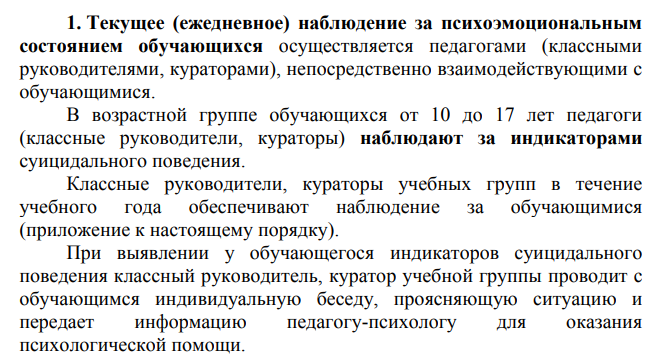 1. Текущее (ежедневное) наблюдение за психоэмоциональным
состоянием обучающихся осуществляется педагогами (классными
руководителями, кураторами), непосредственно взаимодействующими с
обучающимися.
В возрастной группе обучающихся от 10 до 17 лет педагоги
(классные руководители, кураторы) наблюдают за индикаторами
суицидального поведения.
Классные руководители, кураторы учебных групп в течение
учебного года обеспечивают наблюдение за обучающимися
(приложение к настоящему порядку).
При выявлении у обучающегося индикаторов суицидального
поведения классный руководитель, куратор учебной группы проводит с
обучающимся индивидуальную беседу, проясняющую ситуацию и
передает информацию педагогу-психологу для оказания
психологической помощи.